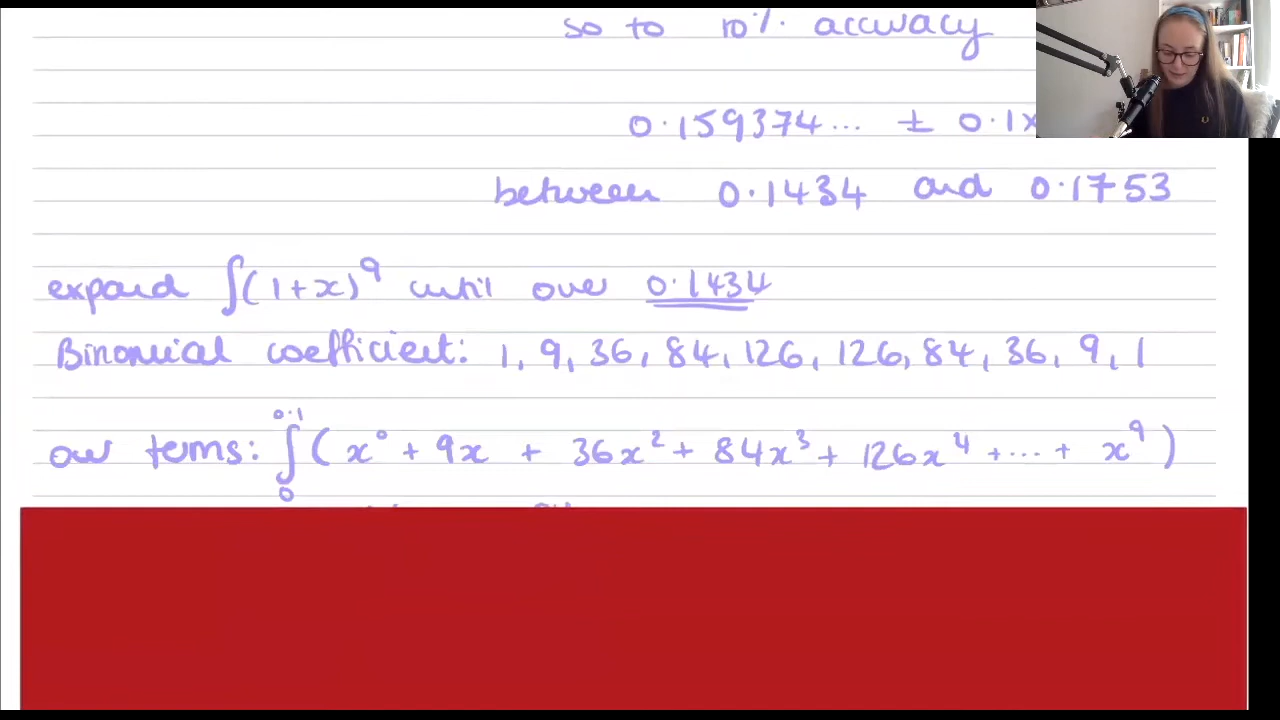 so to 10% accuracy
0.159374... ± 0.1x
between 0.1434 and 0.1753
expand ∫(1+x)⁹ until over 0.1434
Binomial coefficient: 1, 9, 36, 84, 126, 126, 84, 36, 9, 1
our terms: ∫₀^0.1 (x⁰ + 9x + 36x² + 84x³ + 126x⁴ + ... + x⁹)